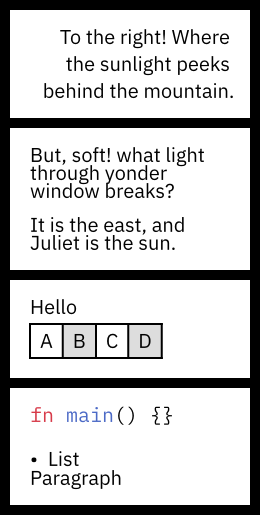 To the right! Where
the sunlight peeks
behind the mountain.
But, soft! what light
through yonder
window breaks?
It is the east, and
Juliet is the sun.
Hello
A B C D
fn main() {}
• List
Paragraph